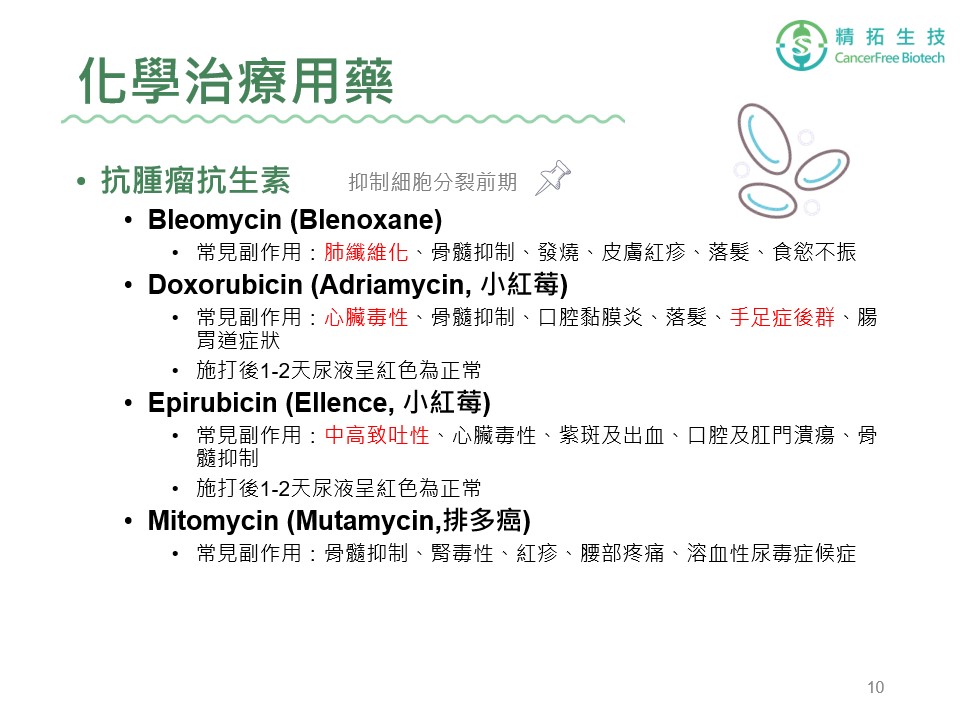 精拓生技
CancerFree Biotech
化學治療用藥
• 抗腫瘤抗生素 抑制細胞分裂前期
• Bleomycin (Blenoxane)
• 常見副作用：肺纖維化、骨髓抑制、發燒、皮膚紅疹、落髮、食慾不振
• Doxorubicin (Adriamycin, 小紅莓)
• 常見副作用：心臟毒性、骨髓抑制、口腔黏膜炎、落髮、手足症後群、腸
胃道症狀
• 施打後1-2天尿液呈紅色為正常
• Epirubicin (Ellence, 小紅莓)
• 常見副作用：中高致吐性、心臟毒性、紫斑及出血、口腔及肛門潰瘍、骨
髓抑制
• 施打後1-2天尿液呈紅色為正常
• Mitomycin (Mutamycin,排多癌)
• 常見副作用：骨髓抑制、腎毒性、紅疹、腰部疼痛、溶血性尿毒症候症
10